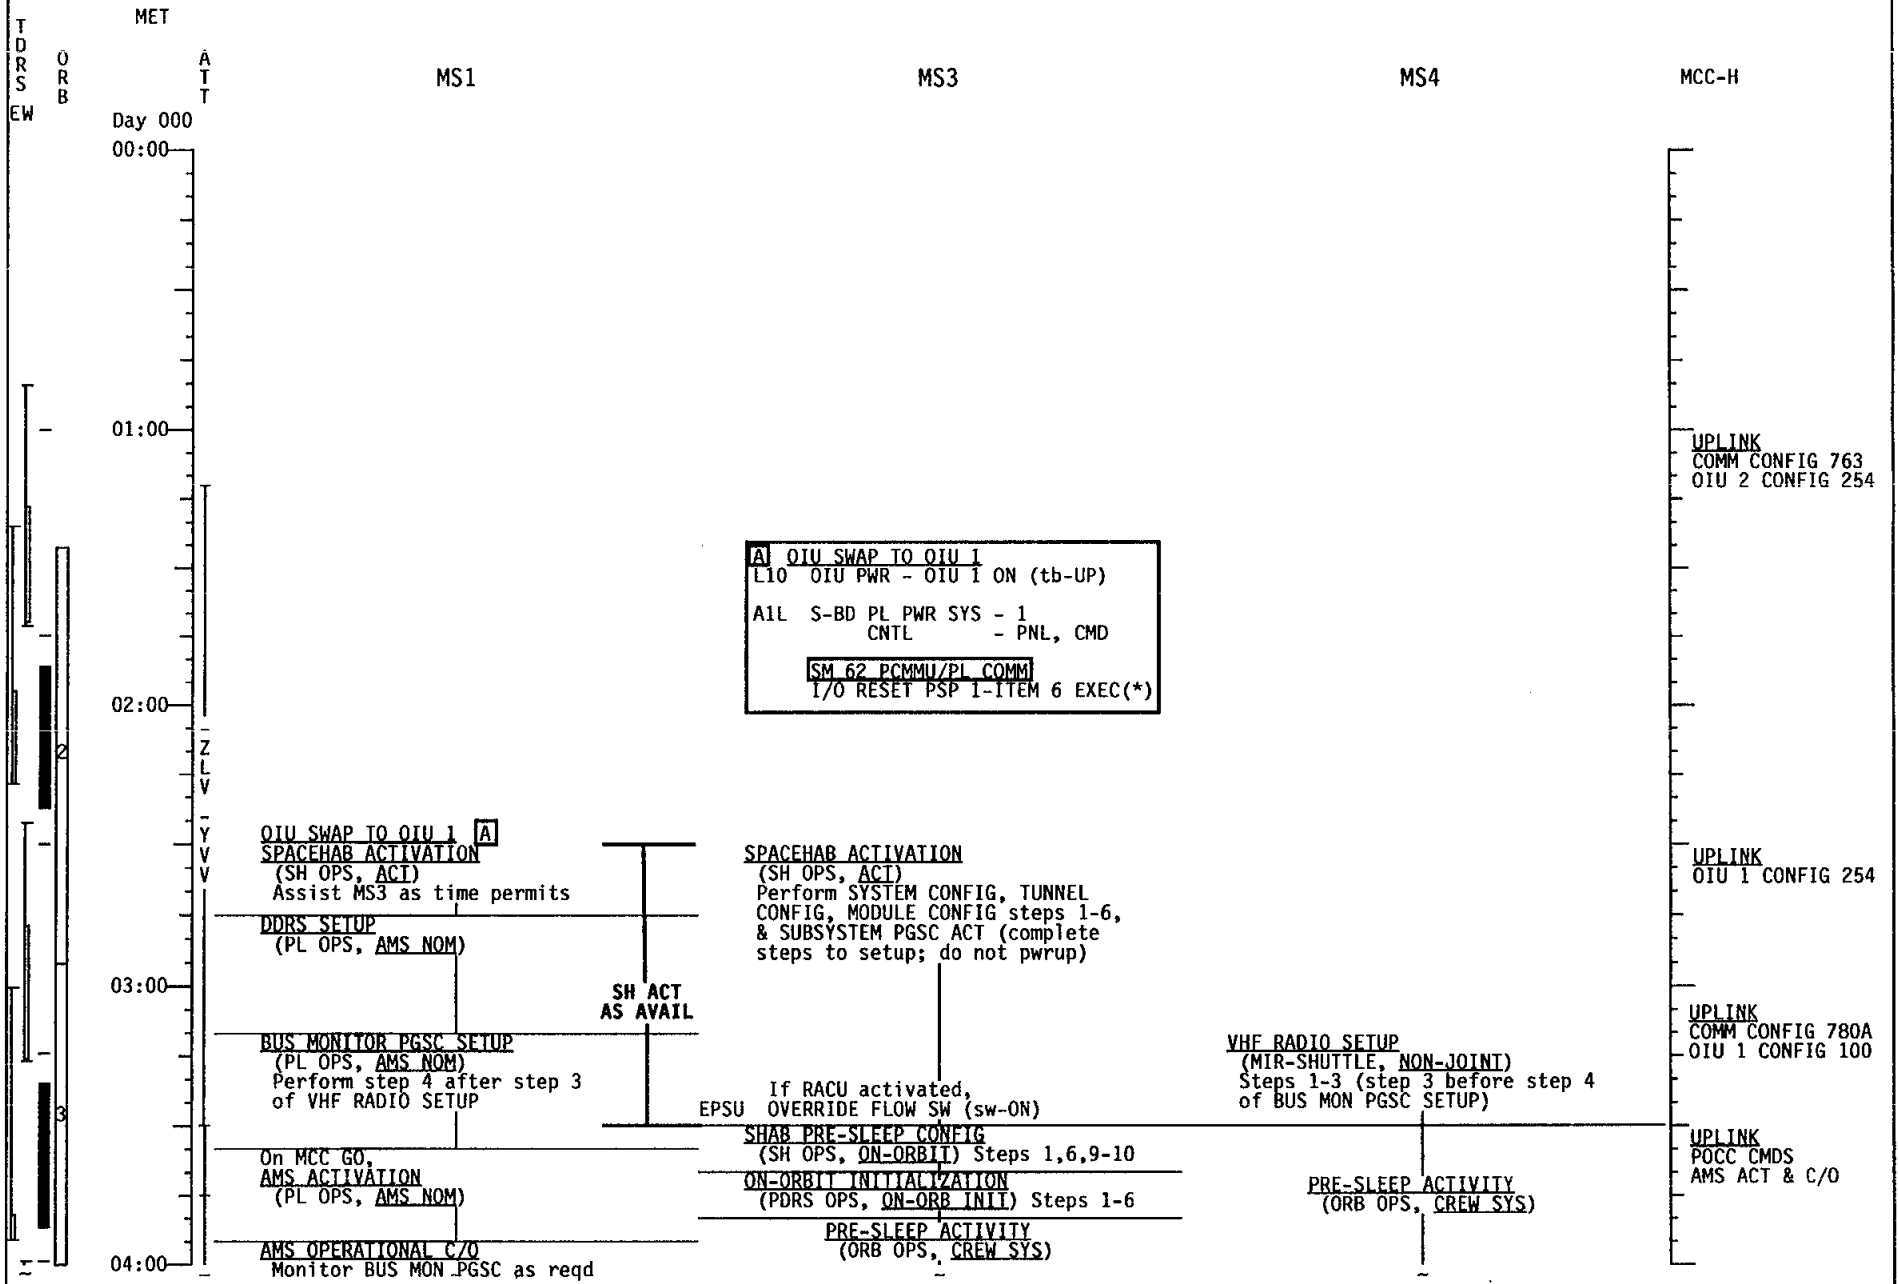 MET
TDRS
EW
ORB
ATT
MS1
MS3
MS4
MCC-H
Day 000
00:00
01:00
UPLINK
COMM CONFIG 763
OIU 2 CONFIG 254
A OIU SWAP TO OIU 1
L10 OIU PWR - OIU 1 ON (tb-UP)
A1L S-BD PL PWR SYS - 1
CNTL - PNL, CMD
SM 62 PCMMU/PL COMM
I/O RESET PSP 1-ITEM 6 EXEC(*)
02:00
2
-ZLV
-YVV
OIU SWAP TO OIU 1 A
SPACEHAB ACTIVATION
(SH OPS, ACT)
Assist MS3 as time permits
DDRS SETUP
(PL OPS, AMS NOM)
SPACEHAB ACTIVATION
(SH OPS, ACT)
Perform SYSTEM CONFIG, TUNNEL
CONFIG, MODULE CONFIG steps 1-6,
& SUBSYSTEM PGSC ACT (complete
steps to setup; do not pwrup)
UPLINK
OIU 1 CONFIG 254
03:00
SH ACT
AS AVAIL
UPLINK
COMM CONFIG 780A
OIU 1 CONFIG 100
BUS MONITOR PGSC SETUP
(PL OPS, AMS NOM)
Perform step 4 after step 3
of VHF RADIO SETUP
VHF RADIO SETUP
(MIR-SHUTTLE, NON-JOINT)
Steps 1-3 (step 3 before step 4
of BUS MON PGSC SETUP)
If RACU activated,
EPSU OVERRIDE FLOW SW (sw-ON)
3
SHAB PRE-SLEEP CONFIG
(SH OPS, ON-ORBIT) Steps 1,6,9-10
UPLINK
POCC CMDS
AMS ACT & C/O
On MCC GO,
AMS ACTIVATION
(PL OPS, AMS NOM)
ON-ORBIT INITIALIZATION
(PDRS OPS, ON-ORB INIT) Steps 1-6
PRE-SLEEP ACTIVITY
(ORB OPS, CREW SYS)
PRE-SLEEP ACTIVITY
(ORB OPS, CREW SYS)
AMS OPERATIONAL C/O
Monitor BUS MON PGSC as reqd
04:00